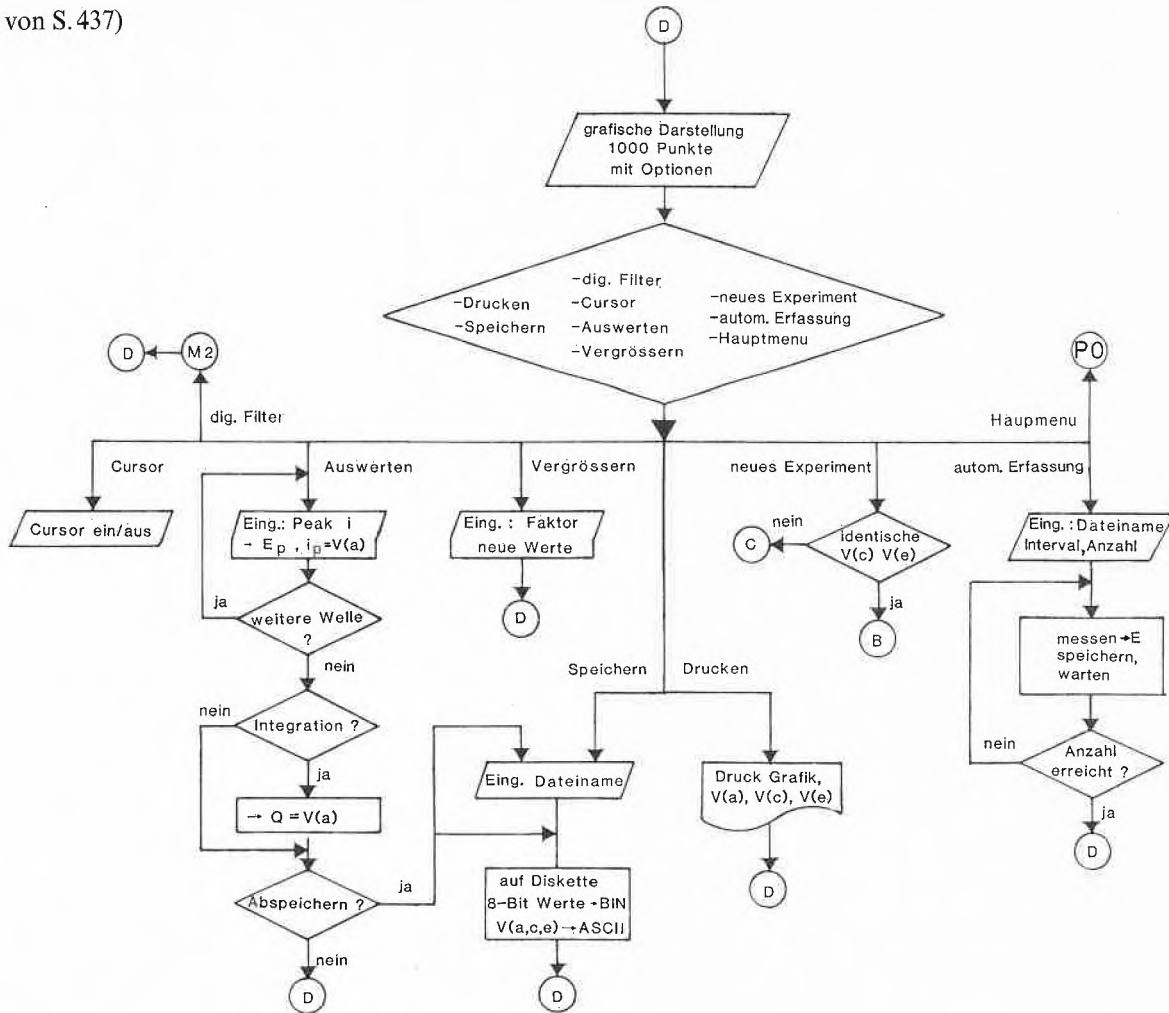 von S. 437)
D
grafische Darstellung
1000 Punkte
mit Optionen
-Drucken
-Speichern
-dig. Filter
-Cursor
-Auswerten
-Vergrössern
-neues Experiment
-autom. Erfassung
-Hauptmenu
D
M2
PO
dig. Filter
Haupmenu
Cursor
Auswerten
Vergrössern
neues Experiment
autom. Erfassung
Cursor ein/aus
Eing.: Peak i
→ Ep , ip=V(a)
Eing. : Faktor
neue Werte
nein
C
identische
V(c) V(e)
Eing. : Dateiname/
Interval, Anzahl
ja
weitere Welle
?
D
ja
B
messen→E
speichern,
warten
nein
Speichern
Drucken
nein
Integration ?
nein
Anzahl
erreicht ?
ja
Eing. Dateiname
Druck Grafik,
V(a), V(c), V(e)
→ Q = V(a)
ja
D
Abspeichern ?
ja
auf Diskette
8-Bit Werte→BIN
V(a,c,e)→ASCII
D
nein
D
D